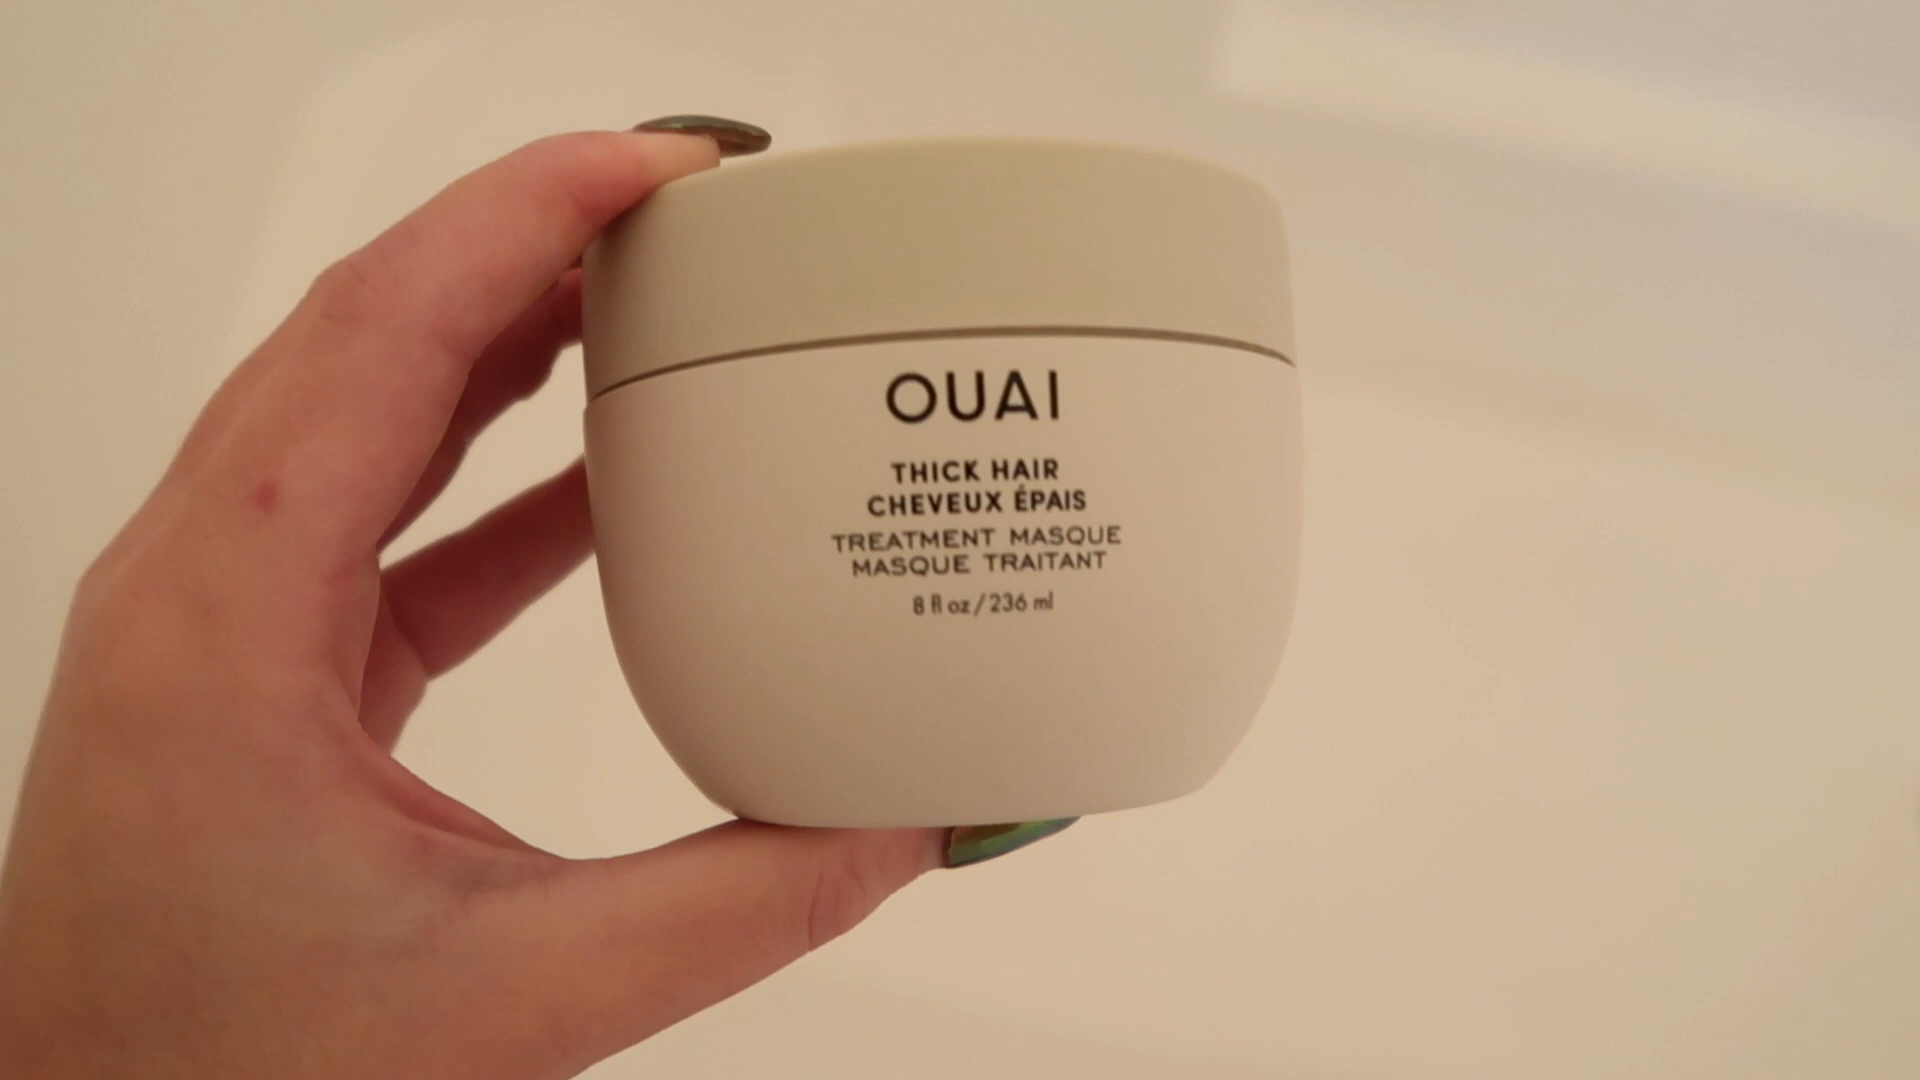 OUAI
THICK HAIR
CHEVEUX ÉPAIS
TREATMENT MASQUE
MASQUE TRAITANT
8 fl oz / 236 ml